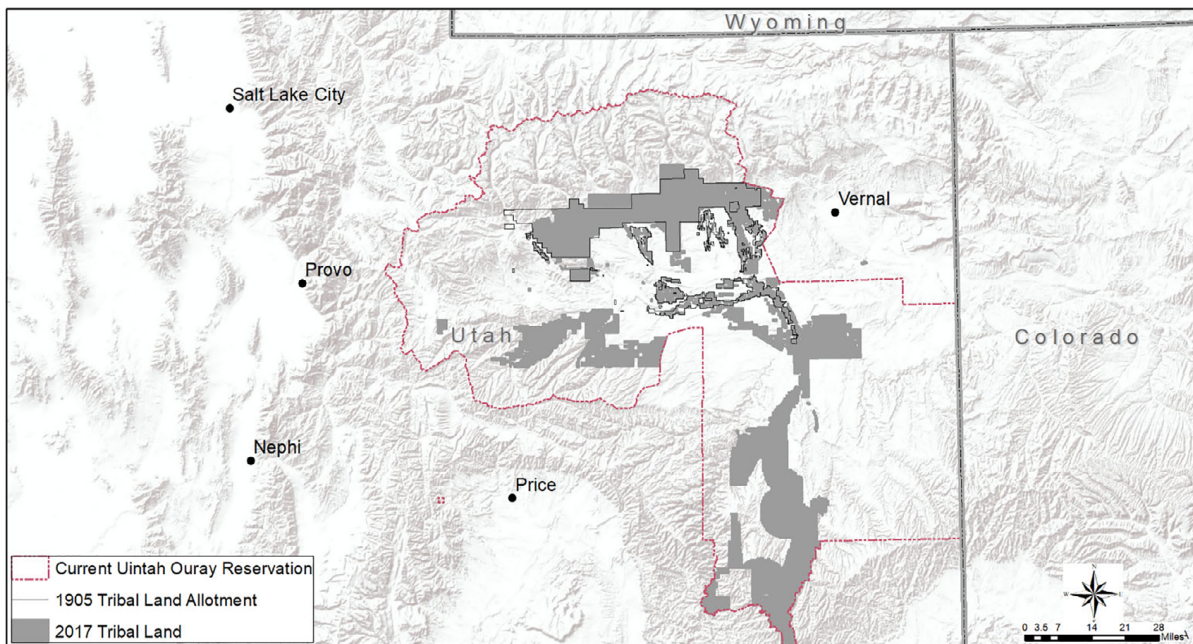 Wyoming
Salt Lake City
Vernal
Provo
Utah
Colorado
Nephi
Price
Current Uintah Ouray Reservation
1905 Tribal Land Allotment
2017 Tribal Land
N
W
S
0 3.5 7 14 21 28
Miles